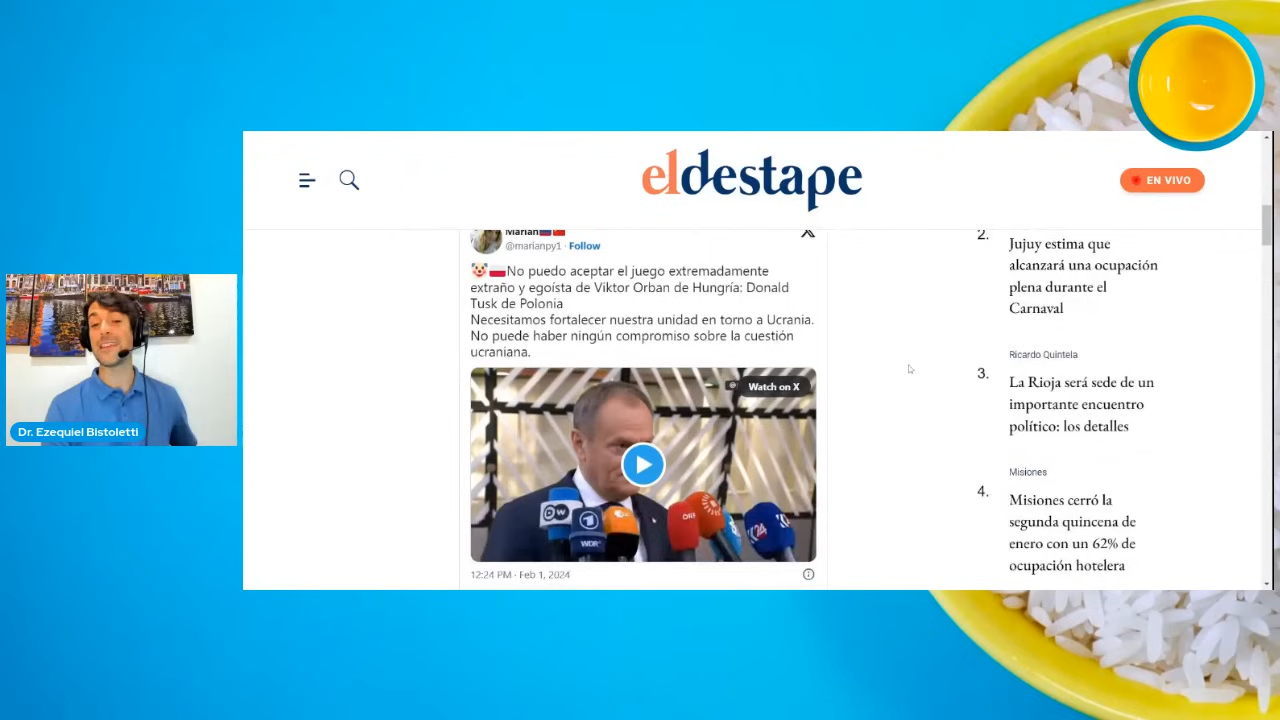 eldestape
EN VIVO
Marian
@marianpy1 · Follow
No puedo aceptar el juego extremadamente
extraño y egoísta de Viktor Orban de Hungría: Donald
Tusk de Polonia
Necesitamos fortalecer nuestra unidad en torno a Ucrania.
No puede haber ningún compromiso sobre la cuestión
ucraniana.
Watch on X
DW
WDR
ORF
K24
12:24 PM · Feb 1, 2024
2.
Jujuy estima que
alcanzará una ocupación
plena durante el
Carnaval
Ricardo Quintela
3.
La Rioja será sede de un
importante encuentro
político: los detalles
Misiones
4.
Misiones cerró la
segunda quincena de
enero con un 62% de
ocupación hotelera
Dr. Ezequiel Bistoletti